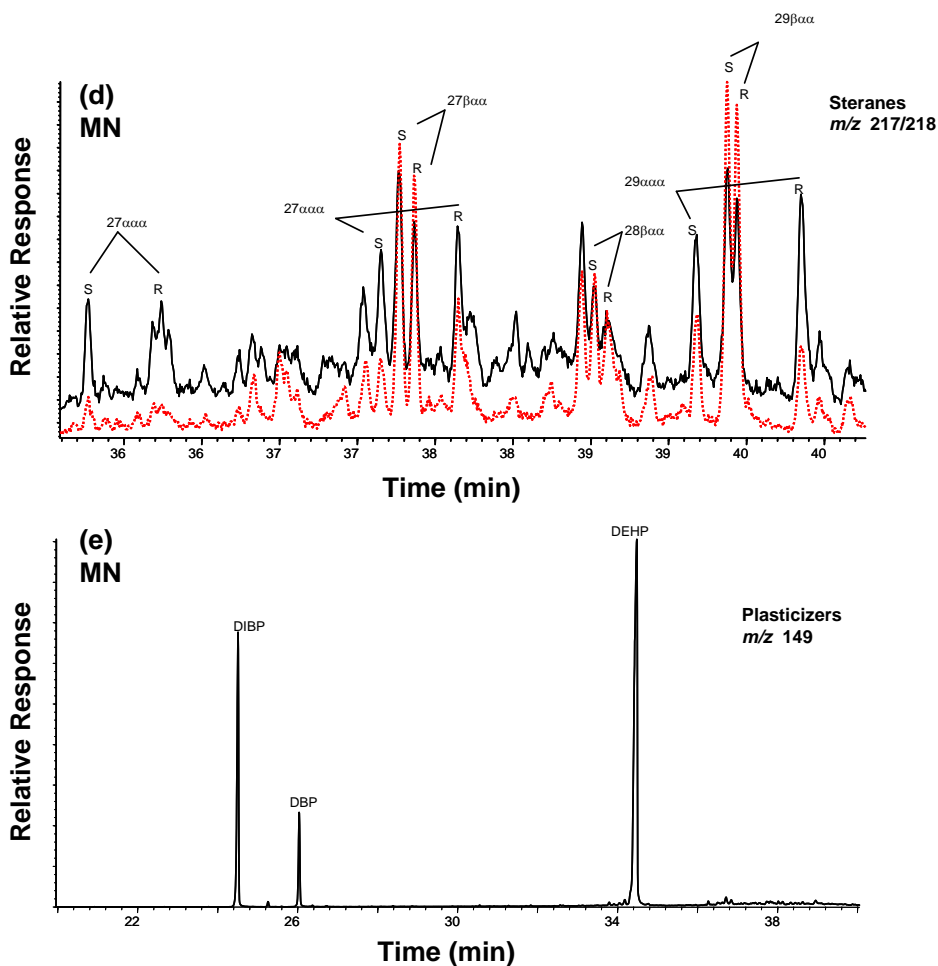 29βαα
S
R
(d)
MN
Steranes
m/z 217/218
27βαα
S
R
29ααα
27ααα
R
R
27ααα
S
28βαα
S
S
S
R
R
Relative Response
36
36
37
37
38
38
39
39
40
40
Time (min)
(e)
MN
DEHP
Plasticizers
m/z 149
DIBP
DBP
Relative Response
22
26
30
34
38
Time (min)